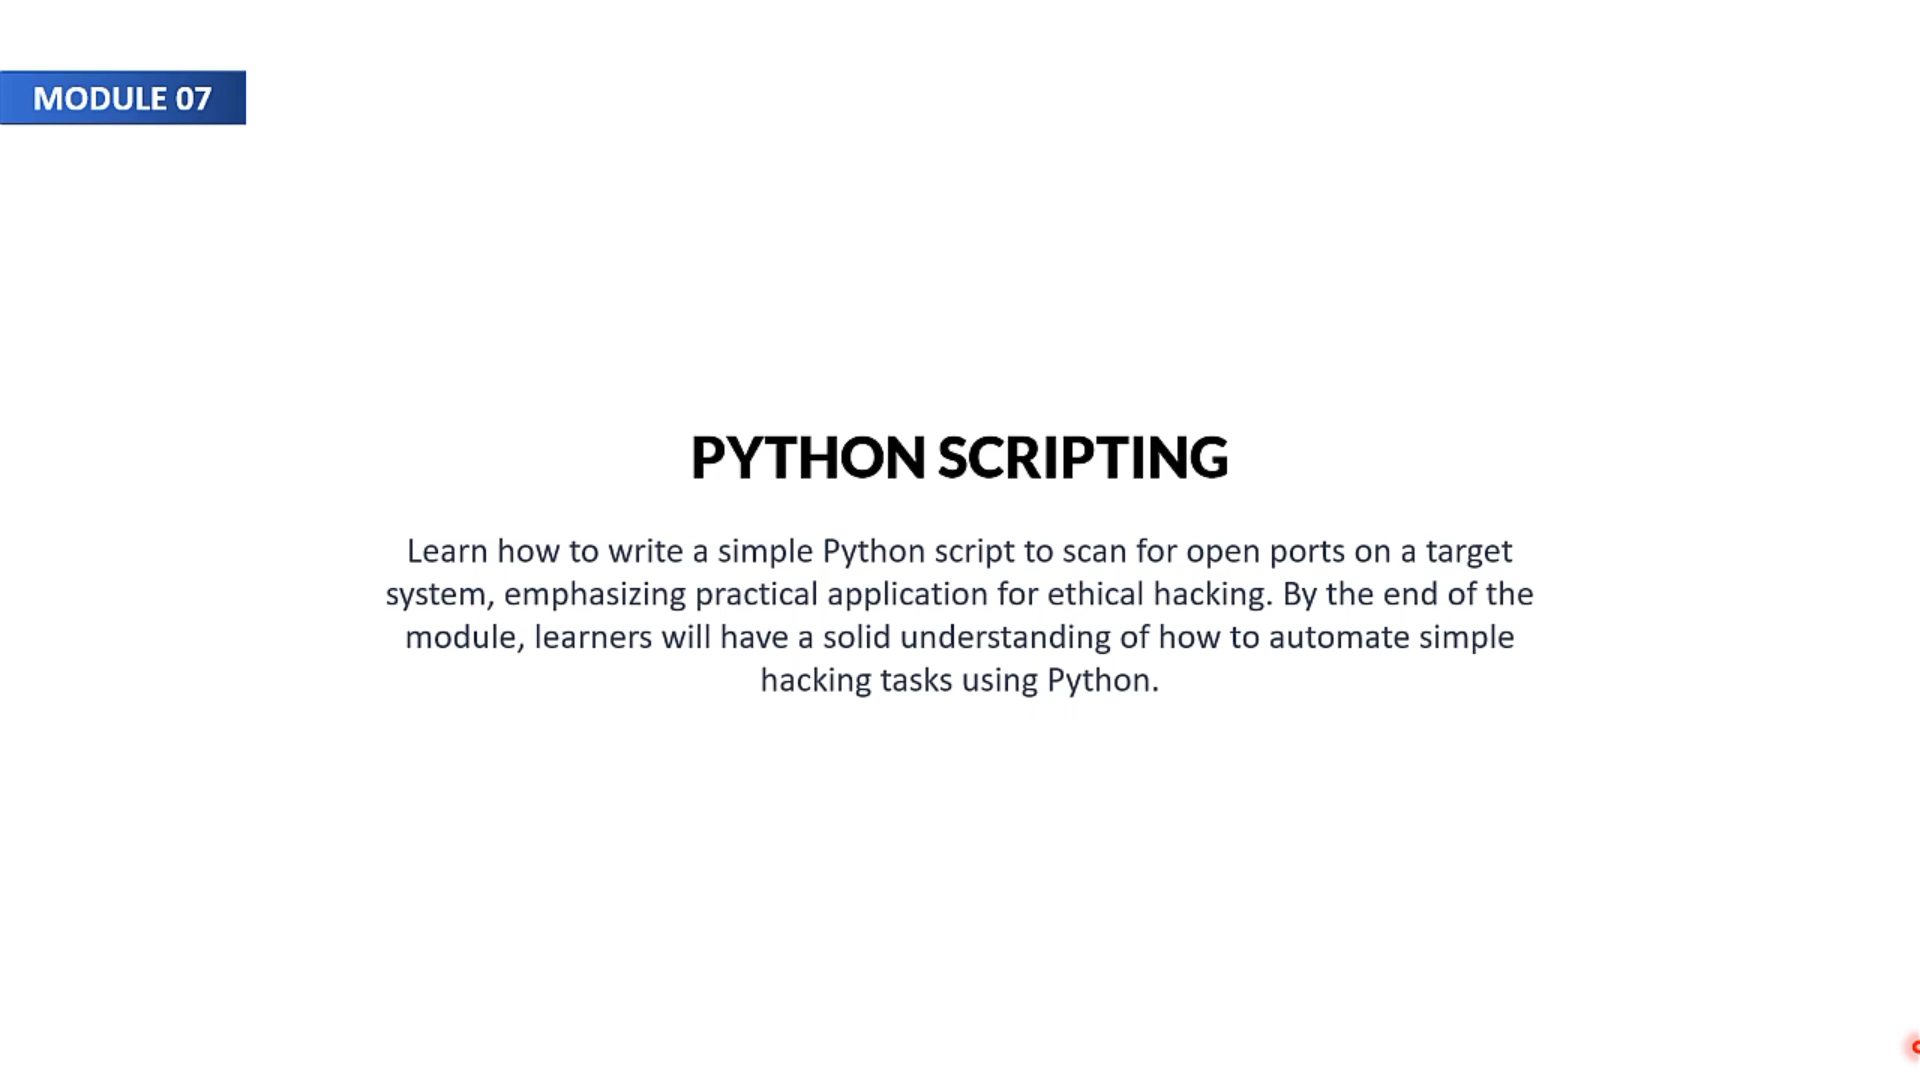 MODULE 07
PYTHON SCRIPTING
Learn how to write a simple Python script to scan for open ports on a target
system, emphasizing practical application for ethical hacking. By the end of the
module, learners will have a solid understanding of how to automate simple
hacking tasks using Python.